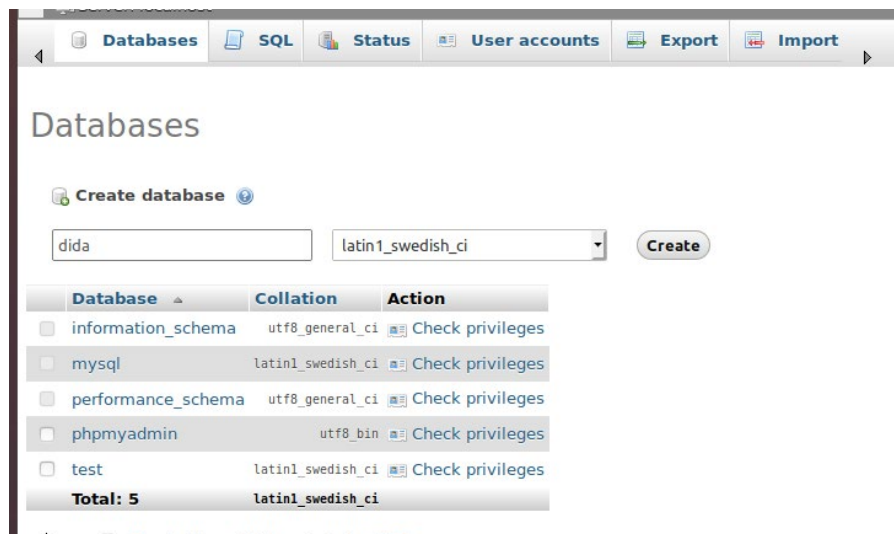 Databases SQL Status User accounts Export Import
Databases
Create database
dida latin1_swedish_ci Create
Database Collation Action
information_schema utf8_general_ci Check privileges
mysql latin1_swedish_ci Check privileges
performance_schema utf8_general_ci Check privileges
phpmyadmin utf8_bin Check privileges
test latin1_swedish_ci Check privileges
Total: 5 latin1_swedish_ci